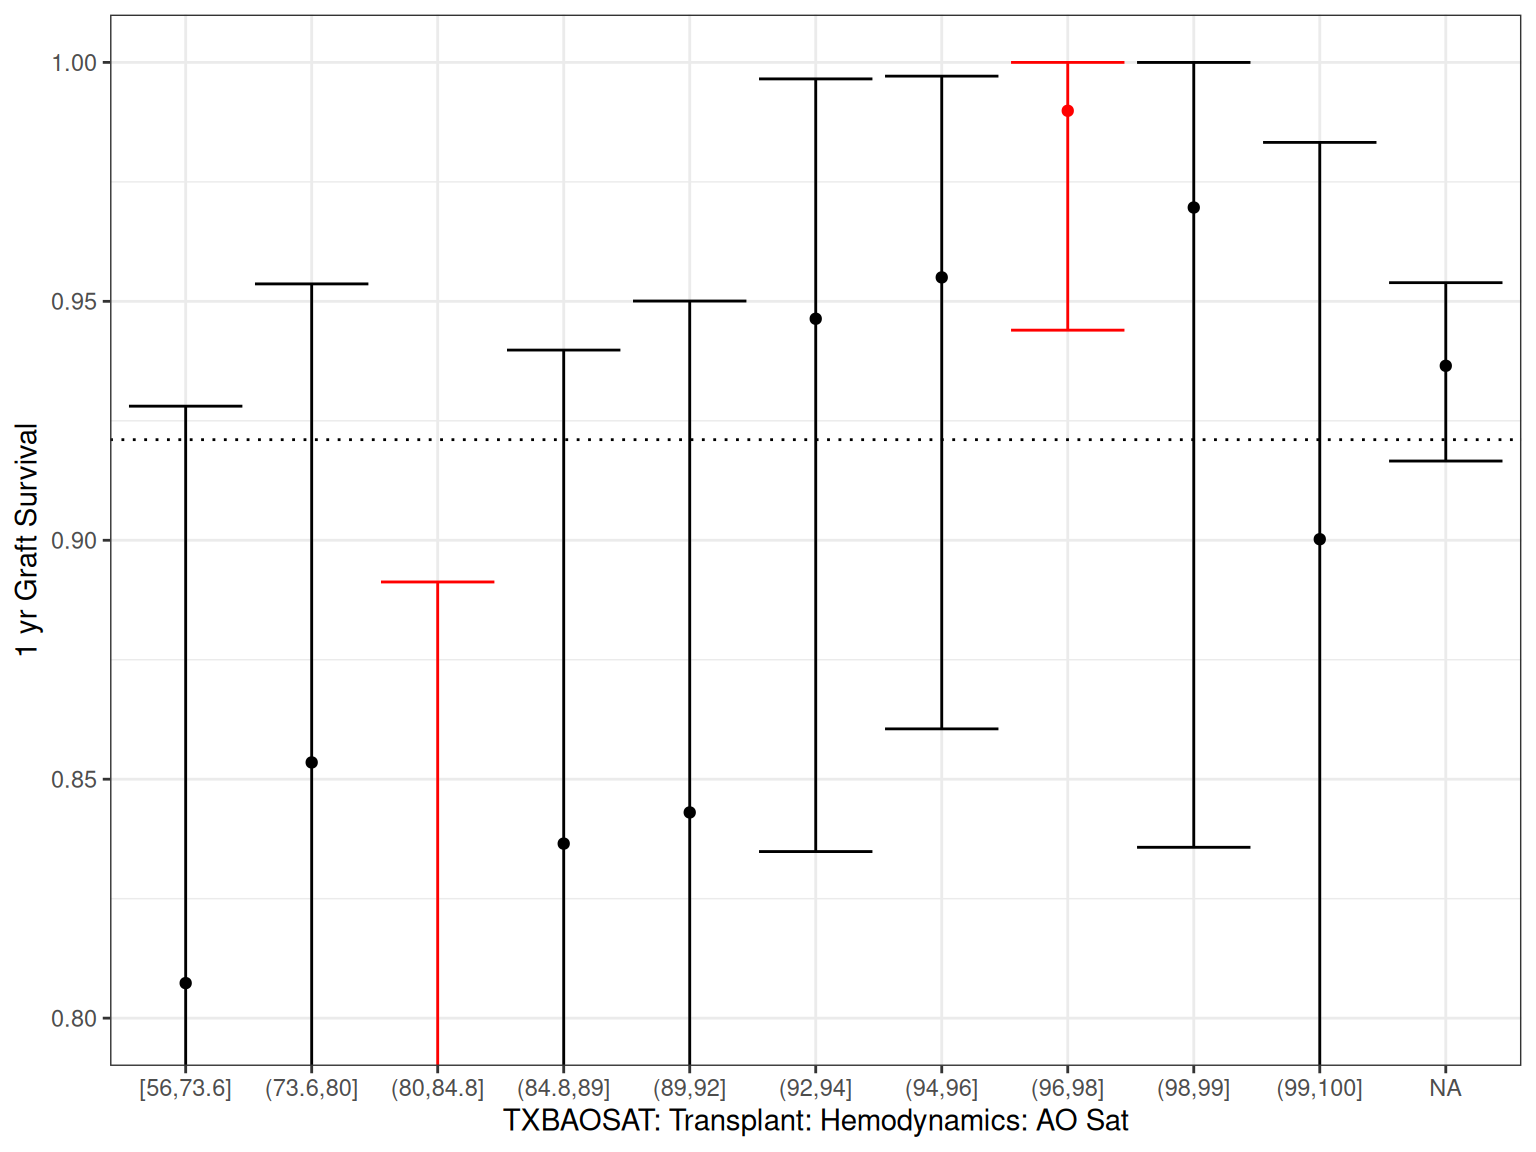 1 yr Graft Survival
1.00
0.95
0.90
0.85
0.80
[56,73.6] (73.6,80] (80,84.8] (84.8,89] (89,92] (92,94] (94,96] (96,98] (98,99] (99,100] NA
TXBAOSAT: Transplant: Hemodynamics: AO Sat